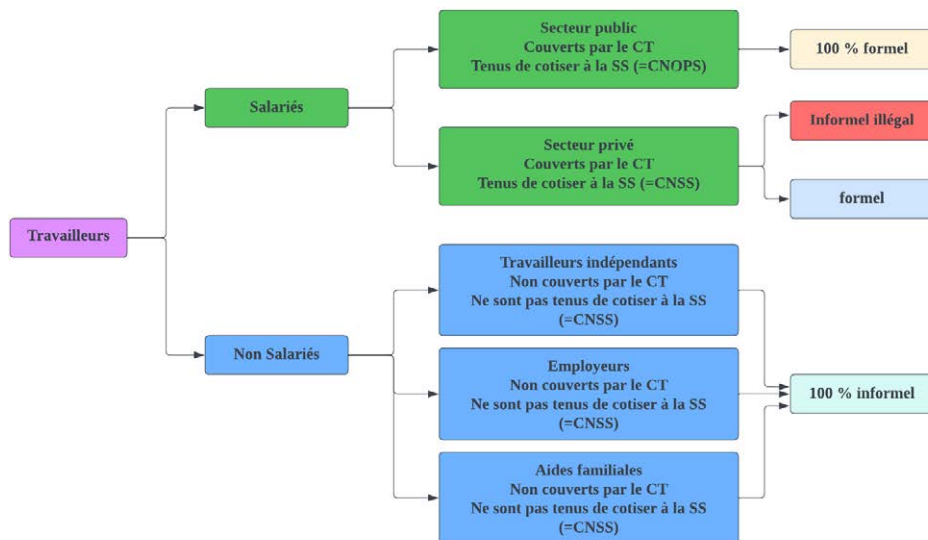 Secteur public
Couverts par le CT
Tenus de cotiser à la SS (=CNOPS)
100 % formel
Salariés
Informel illégal
Secteur privé
Couverts par le CT
Tenus de cotiser à la SS (=CNSS)
formel
Travailleurs
Travailleurs indépendants
Non couverts par le CT
Ne sont pas tenus de cotiser à la SS
(=CNSS)
Non Salariés
Employeurs
Non couverts par le CT
Ne sont pas tenus de cotiser à la SS
(=CNSS)
100 % informel
Aides familiales
Non couverts par le CT
Ne sont pas tenus de cotiser à la SS
(=CNSS)